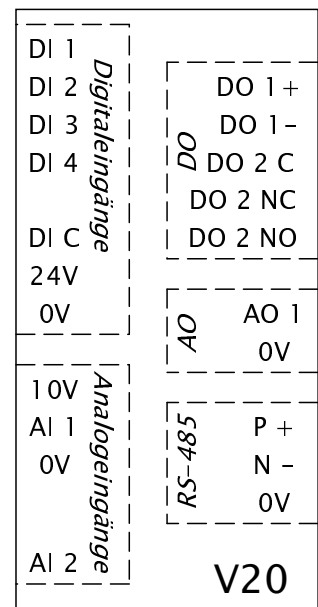 DI 1
DI 2
DI 3
DI 4
DI C
24V
0V
Digitaleingänge
10V
AI 1
0V
AI 2
Analogeingänge
DO
DO 1+
DO 1-
DO 2 C
DO 2 NC
DO 2 NO
AO
AO 1
0V
RS-485
P +
N -
0V
V20